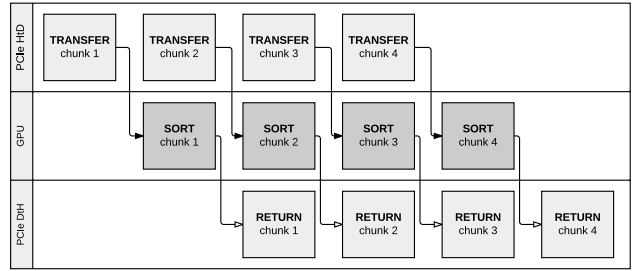 PCIe HtD
TRANSFER
chunk 1
TRANSFER
chunk 2
TRANSFER
chunk 3
TRANSFER
chunk 4
GPU
SORT
chunk 1
SORT
chunk 2
SORT
chunk 3
SORT
chunk 4
PCIe DtH
RETURN
chunk 1
RETURN
chunk 2
RETURN
chunk 3
RETURN
chunk 4